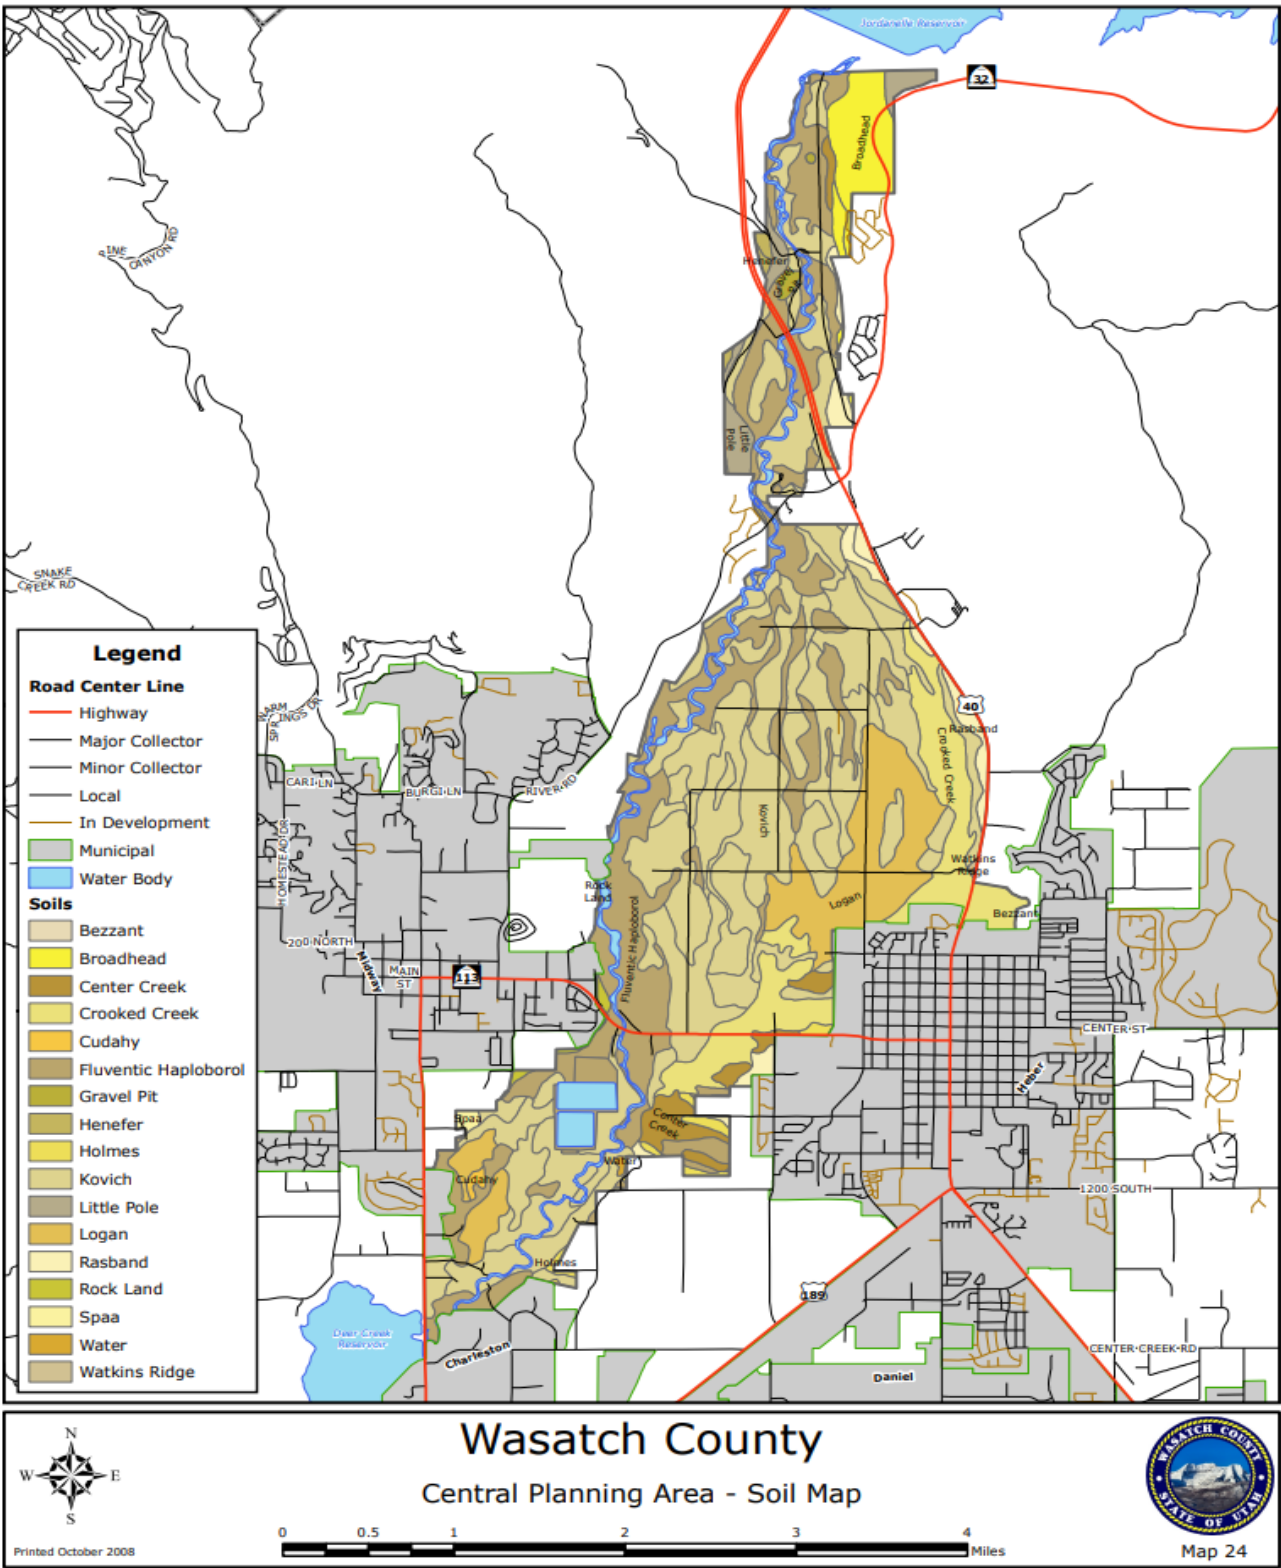 Jordanelle Reservoir
32
Broadhead
PINE CANYON RD
Henefer
Gravel Pit
Little Pole
SNAKE CREEK RD
Legend
Road Center Line
Highway
Major Collector
Minor Collector
Local
In Development
Municipal
Water Body
Soils
Bezzant
Broadhead
Center Creek
Crooked Creek
Cudahy
Fluventic Haploborol
Gravel Pit
Henefer
Holmes
Kovich
Little Pole
Logan
Rasband
Rock Land
Spaa
Water
Watkins Ridge
WARM SPRINGS DR
CARI LN
BURGI LN
RIVER RD
HOMESTEAD DR
40
Rasband
Crooked Creek
Kovich
Watkins Ridge
Rock Land
Logan
Bezzant
Fluventic Haploborol
200 NORTH
Midway
MAIN ST
113
CENTER ST
Heber
Spaa
Center Creek
Water
Cudahy
1200 SOUTH
Holmes
189
Deer Creek Reservoir
Charleston
CENTER CREEK RD
Daniel
N
W
E
S
Printed October 2008
Wasatch County
Central Planning Area - Soil Map
0 0.5 1 2 3 4
Miles
WASATCH COUNTY
STATE OF UTAH
Map 24